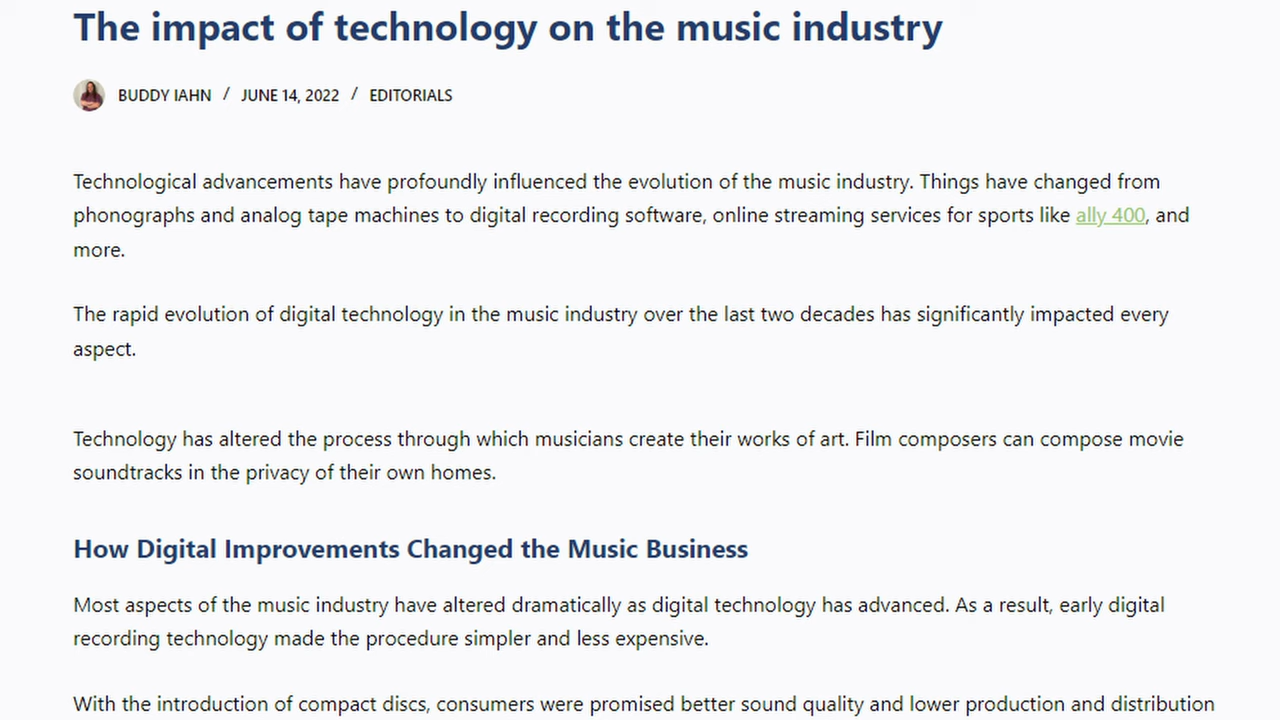 The impact of technology on the music industry
BUDDY IAHN / JUNE 14, 2022 / EDITORIALS
Technological advancements have profoundly influenced the evolution of the music industry. Things have changed from
phonographs and analog tape machines to digital recording software, online streaming services for sports like ally 400, and
more.
The rapid evolution of digital technology in the music industry over the last two decades has significantly impacted every
aspect.
Technology has altered the process through which musicians create their works of art. Film composers can compose movie
soundtracks in the privacy of their own homes.
How Digital Improvements Changed the Music Business
Most aspects of the music industry have altered dramatically as digital technology has advanced. As a result, early digital
recording technology made the procedure simpler and less expensive.
With the introduction of compact discs, consumers were promised better sound quality and lower production and distribution